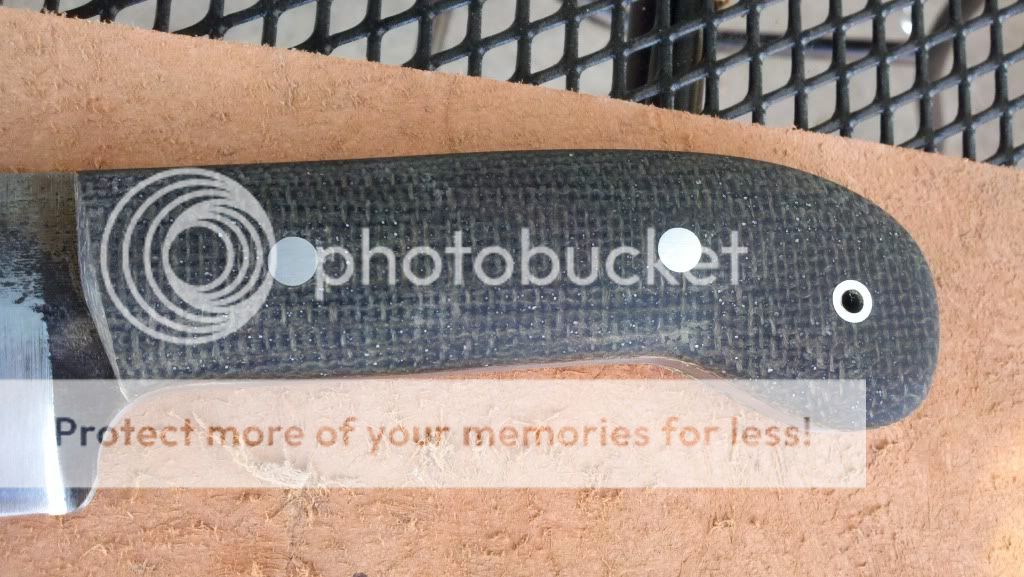 photobucket
Protect more of your memories for less!